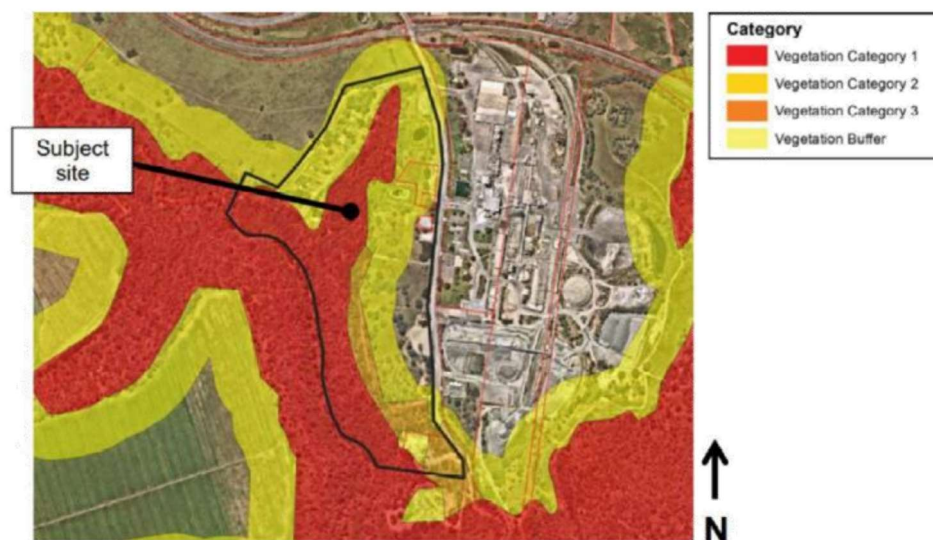 Category
Vegetation Category 1
Vegetation Category 2
Vegetation Category 3
Vegetation Buffer
Subject
site
N